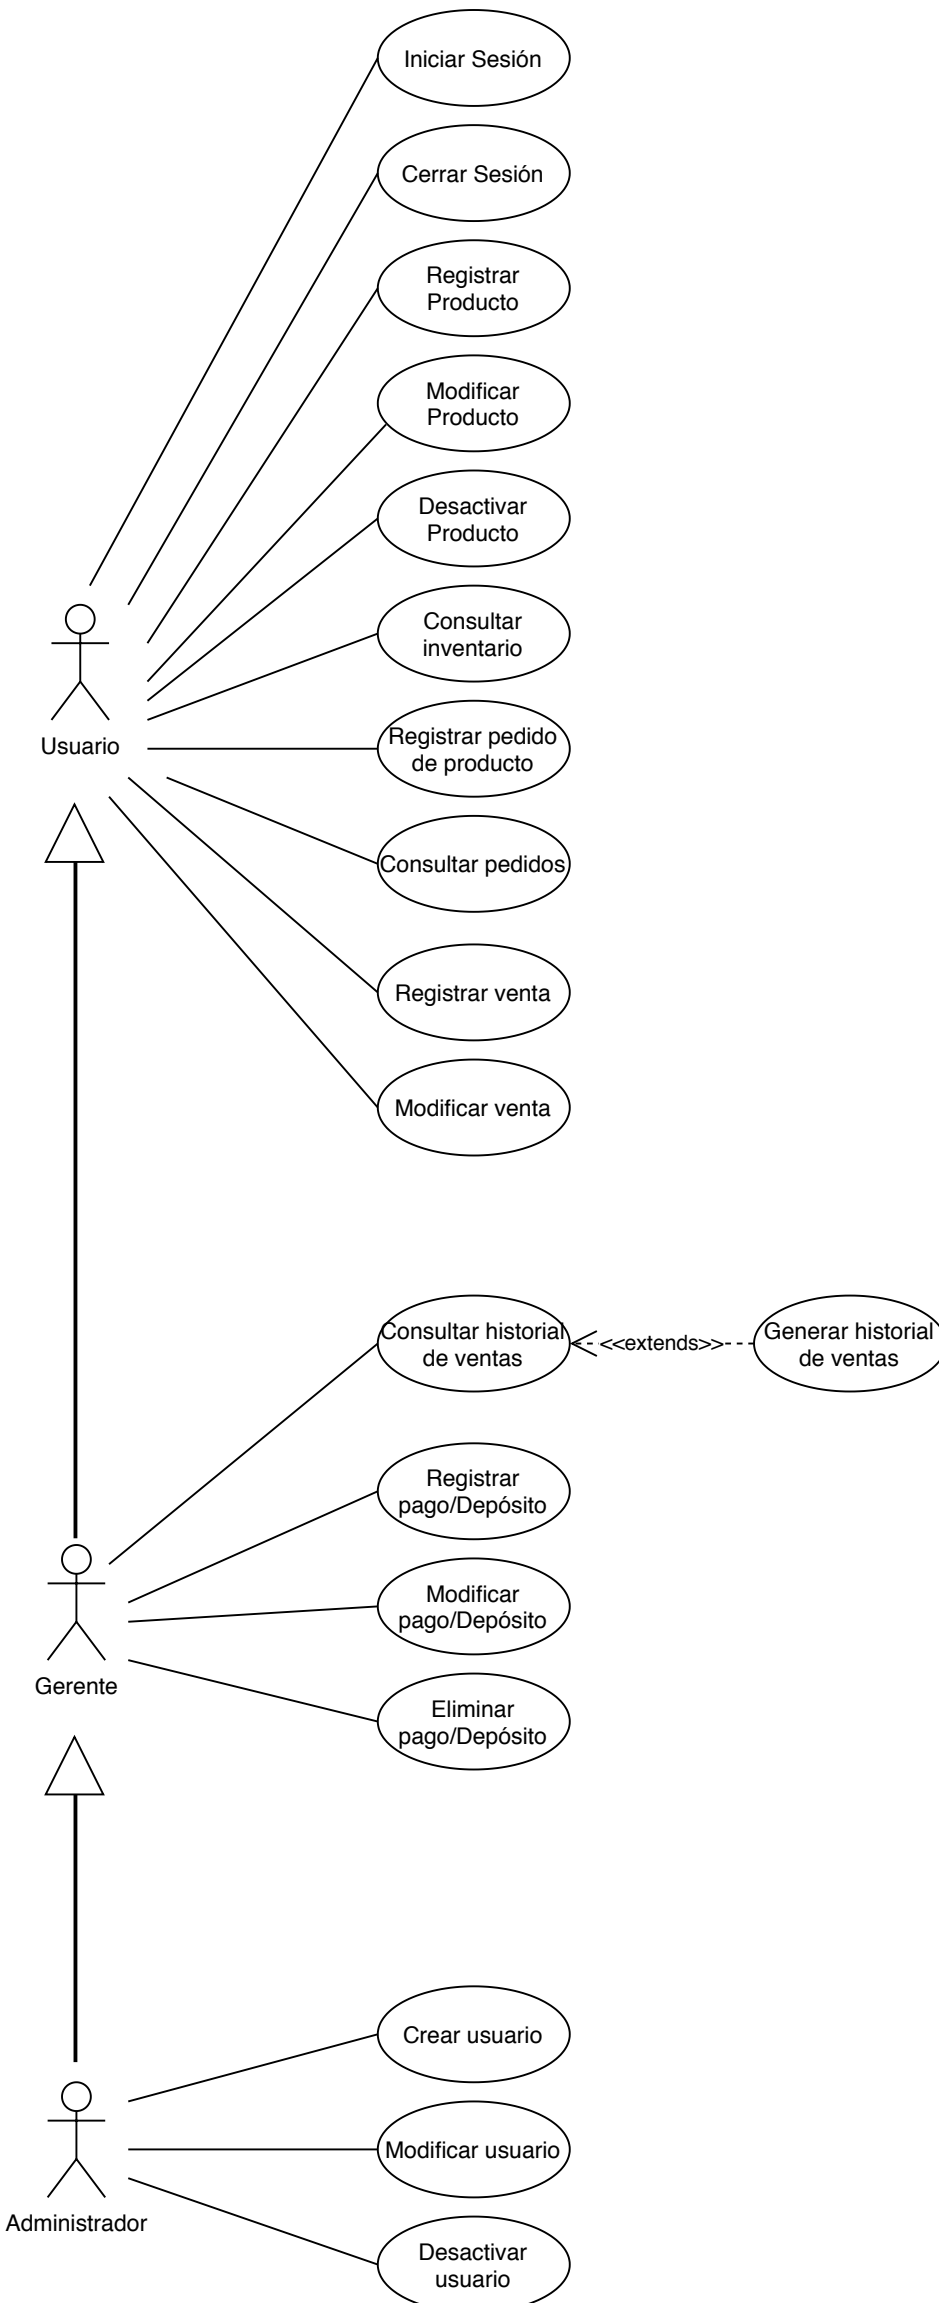 Iniciar Sesión
Cerrar Sesión
Registrar
Producto
Modificar
Producto
Desactivar
Producto
Consultar
inventario
Usuario
Registrar pedido
de producto
Consultar pedidos
Registrar venta
Modificar venta
Consultar historial
de ventas
<<extends>>
Generar historial
de ventas
Registrar
pago/Depósito
Modificar
pago/Depósito
Gerente
Eliminar
pago/Depósito
Crear usuario
Modificar usuario
Administrador
Desactivar
usuario